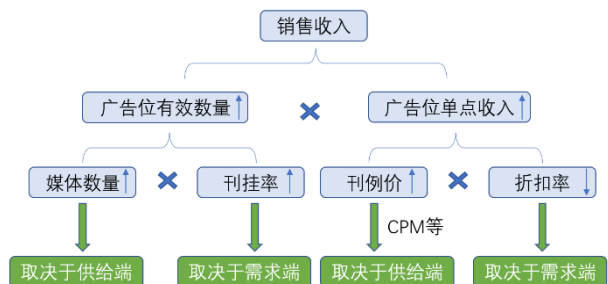 销售收入
广告位有效数量
广告位单点收入
媒体数量
刊挂率
刊例价
折扣率
CPM等
取决于供给端
取决于需求端
取决于供给端
取决于需求端